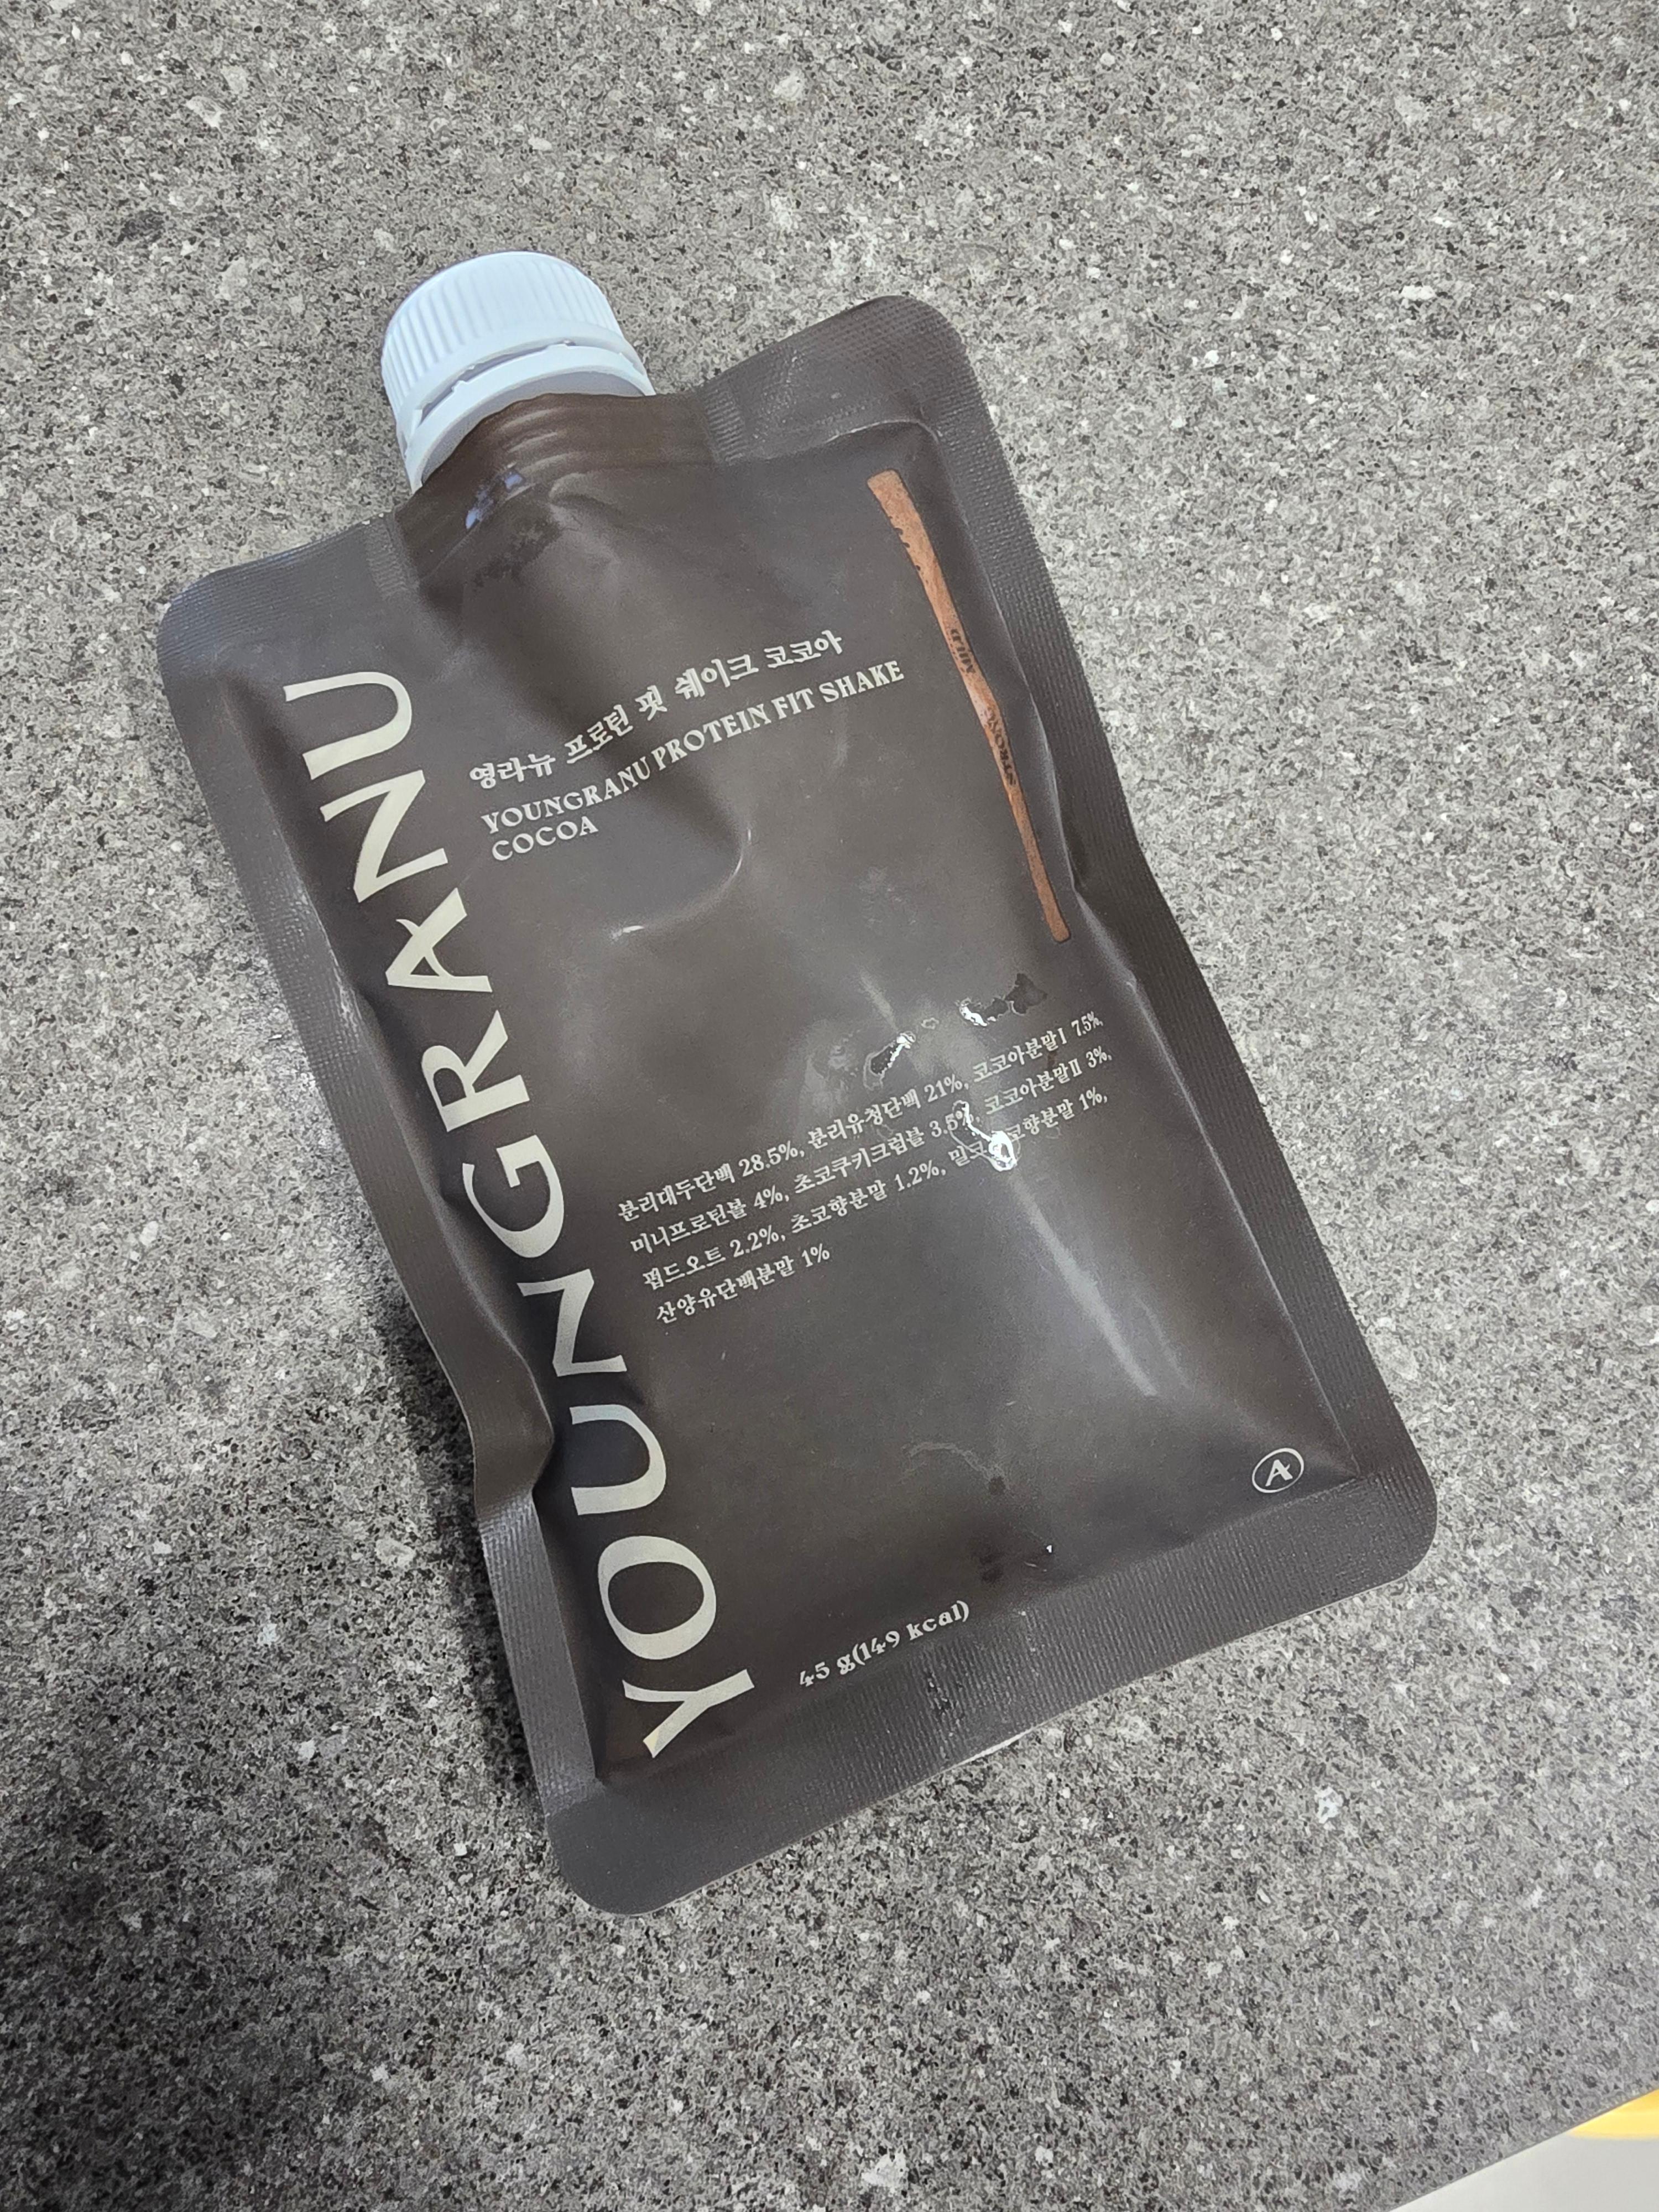 YOUNGRANU
영라뉴 프로틴 핏 쉐이크 코코아
YOUNGRANU PROTEIN FIT SHAKE
COCOA
MILD
STRONG
분리대두단백 28.5%, 분리유청단백 21%, 코코아분말Ⅰ 7.5%,
미니프로틴볼 4%, 초코쿠키크럼블 3.5%, 코코아분말Ⅱ 3%,
펍드오트 2.2%, 초코향분말 1.2%, 1%,
산양유단백분말 1%
A
45 g(149 kcal)